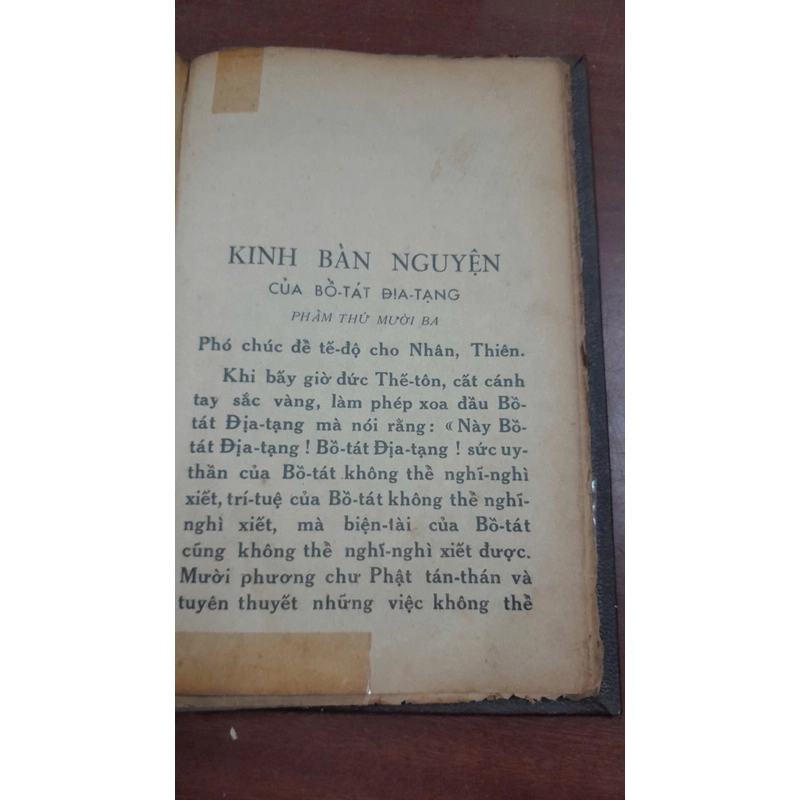 KINH BẢN NGUYỆN
CỦA BỒ-TÁT ĐỊA-TẠNG
PHẨM THỨ MƯỜI BA
Phó chúc để tế-độ cho Nhân, Thiên.
Khi bấy giờ đức Thế-tôn, cất cánh
tay sắc vàng, làm phép xoa đầu Bồ-
tát Địa-tạng mà nói rằng: « Này Bồ-
tát Địa-tạng ! Bồ-tát Địa-tạng ! sức uy-
thần của Bồ-tát không thể nghĩ-nghì
xiết, trí-tuệ của Bồ-tát không thể nghĩ-
nghì xiết, mà biện-tài của Bồ-tát
cũng không thể nghĩ-nghì xiết được.
Mười phương chư Phật tán-thán và
tuyên thuyết những việc không thể